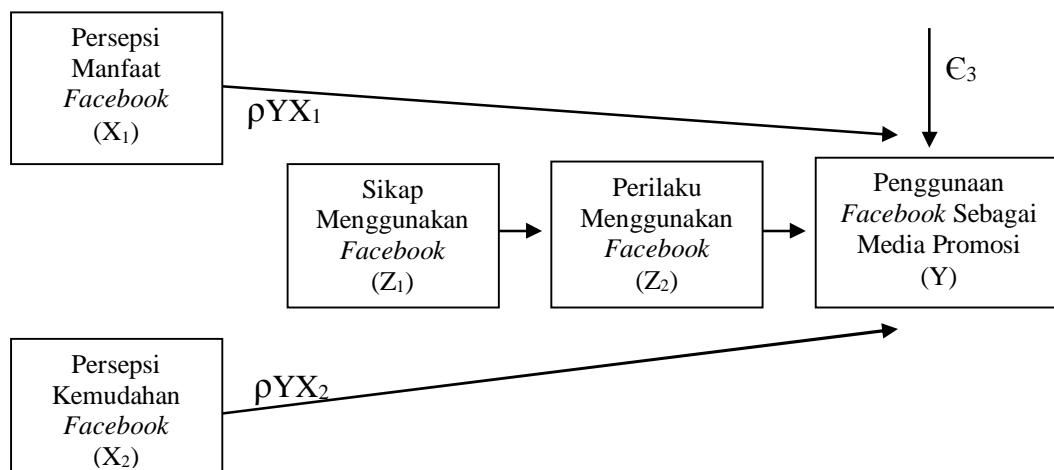 Persepsi
Manfaat
Facebook
(X₁)
ρYX₁
Є₃
Sikap
Menggunakan
Facebook
(Z₁)
Perilaku
Menggunakan
Facebook
(Z₂)
Penggunaan
Facebook Sebagai
Media Promosi
(Y)
Persepsi
Kemudahan
Facebook
(X₂)
ρYX₂